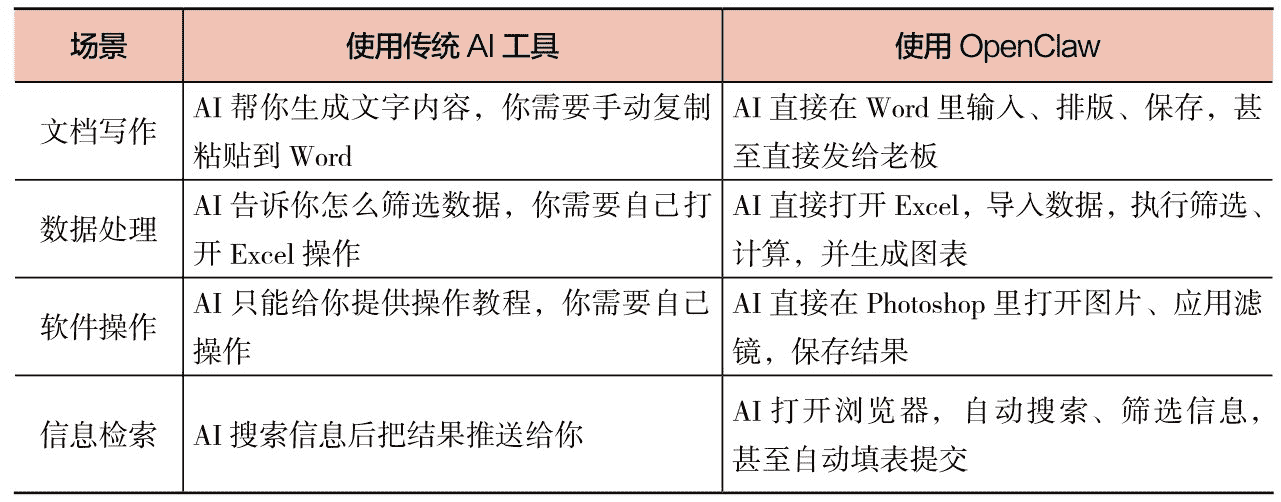 场景
使用传统 AI 工具
使用 OpenClaw
文档写作
AI 帮你生成文字内容，你需要手动复制
粘贴到 Word
AI 直接在 Word 里输入、排版、保存，甚
至直接发给老板
数据处理
AI 告诉你怎么筛选数据，你需要自己打
开 Excel 操作
AI 直接打开 Excel，导入数据，执行筛选、
计算，并生成图表
软件操作
AI 只能给你提供操作教程，你需要自己
操作
AI 直接在 Photoshop 里打开图片、应用滤
镜，保存结果
信息检索
AI 搜索信息后把结果推送给你
AI 打开浏览器，自动搜索、筛选信息，
甚至自动填表提交